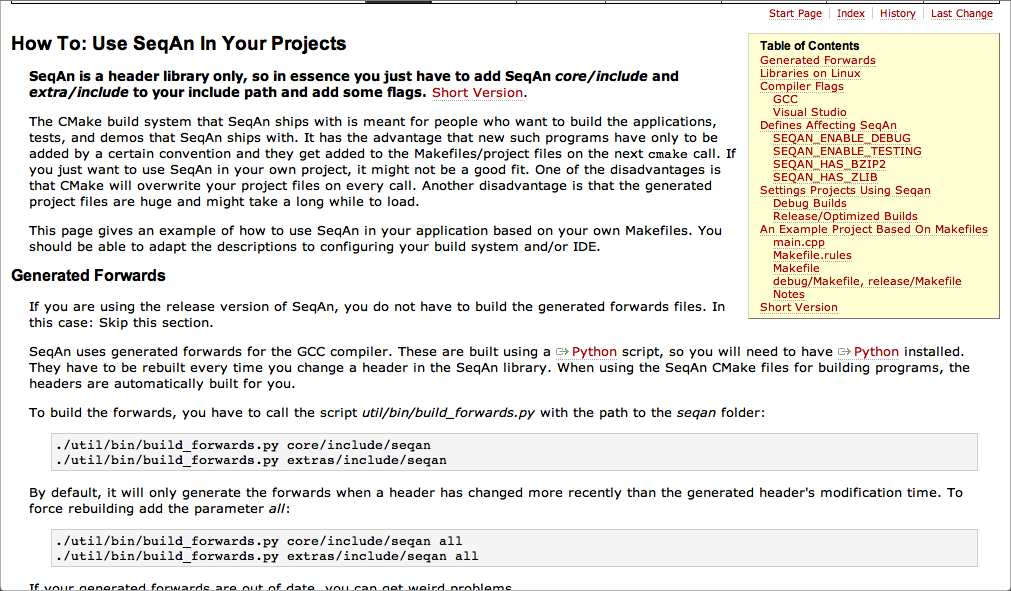 Start Page Index History Last Change
How To: Use SeqAn In Your Projects
SeqAn is a header library only, so in essence you just have to add SeqAn core/include and
extra/include to your include path and add some flags. Short Version.
The CMake build system that SeqAn ships with is meant for people who want to build the applications,
tests, and demos that SeqAn ships with. It has the advantage that new such programs have only to be
added by a certain convention and they get added to the Makefiles/project files on the next cmake call. If
you just want to use SeqAn in your own project, it might not be a good fit. One of the disadvantages is
that CMake will overwrite your project files on every call. Another disadvantage is that the generated
project files are huge and might take a long while to load.
This page gives an example of how to use SeqAn in your application based on your own Makefiles. You
should be able to adapt the descriptions to configuring your build system and/or IDE.
Table of Contents
Generated Forwards
Libraries on Linux
Compiler Flags
GCC
Visual Studio
Defines Affecting SeqAn
SEQAN_ENABLE_DEBUG
SEQAN_ENABLE_TESTING
SEQAN_HAS_BZIP2
SEQAN_HAS_ZLIB
Settings Projects Using Seqan
Debug Builds
Release/Optimized Builds
An Example Project Based On Makefiles
main.cpp
Makefile.rules
Makefile
debug/Makefile, release/Makefile
Notes
Short Version
Generated Forwards
If you are using the release version of SeqAn, you do not have to build the generated forwards files. In
this case: Skip this section.
SeqAn uses generated forwards for the GCC compiler. These are built using a Python script, so you will need to have Python installed.
They have to be rebuilt every time you change a header in the SeqAn library. When using the SeqAn CMake files for building programs, the
headers are automatically built for you.
To build the forwards, you have to call the script util/bin/build_forwards.py with the path to the seqan folder:
./util/bin/build_forwards.py core/include/seqan
./util/bin/build_forwards.py extras/include/seqan
By default, it will only generate the forwards when a header has changed more recently than the generated header's modification time. To
force rebuilding add the parameter all:
./util/bin/build_forwards.py core/include/seqan all
./util/bin/build_forwards.py extras/include/seqan all
If your generated forwards are out of date, you can get weird problems